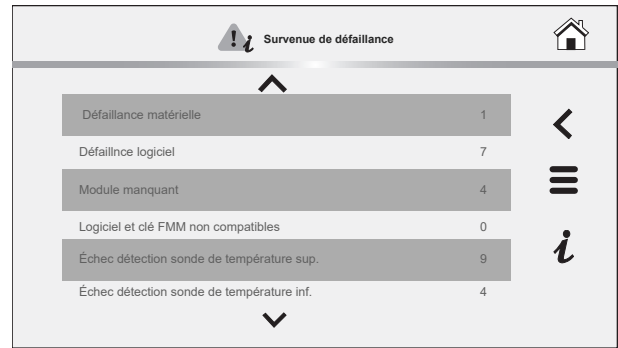 Survenue de défaillance
Défaillance matérielle 1
Défaillnce logiciel 7
Module manquant 4
Logiciel et clé FMM non compatibles 0
Échec détection sonde de température sup. 9
Échec détection sonde de température inf. 4